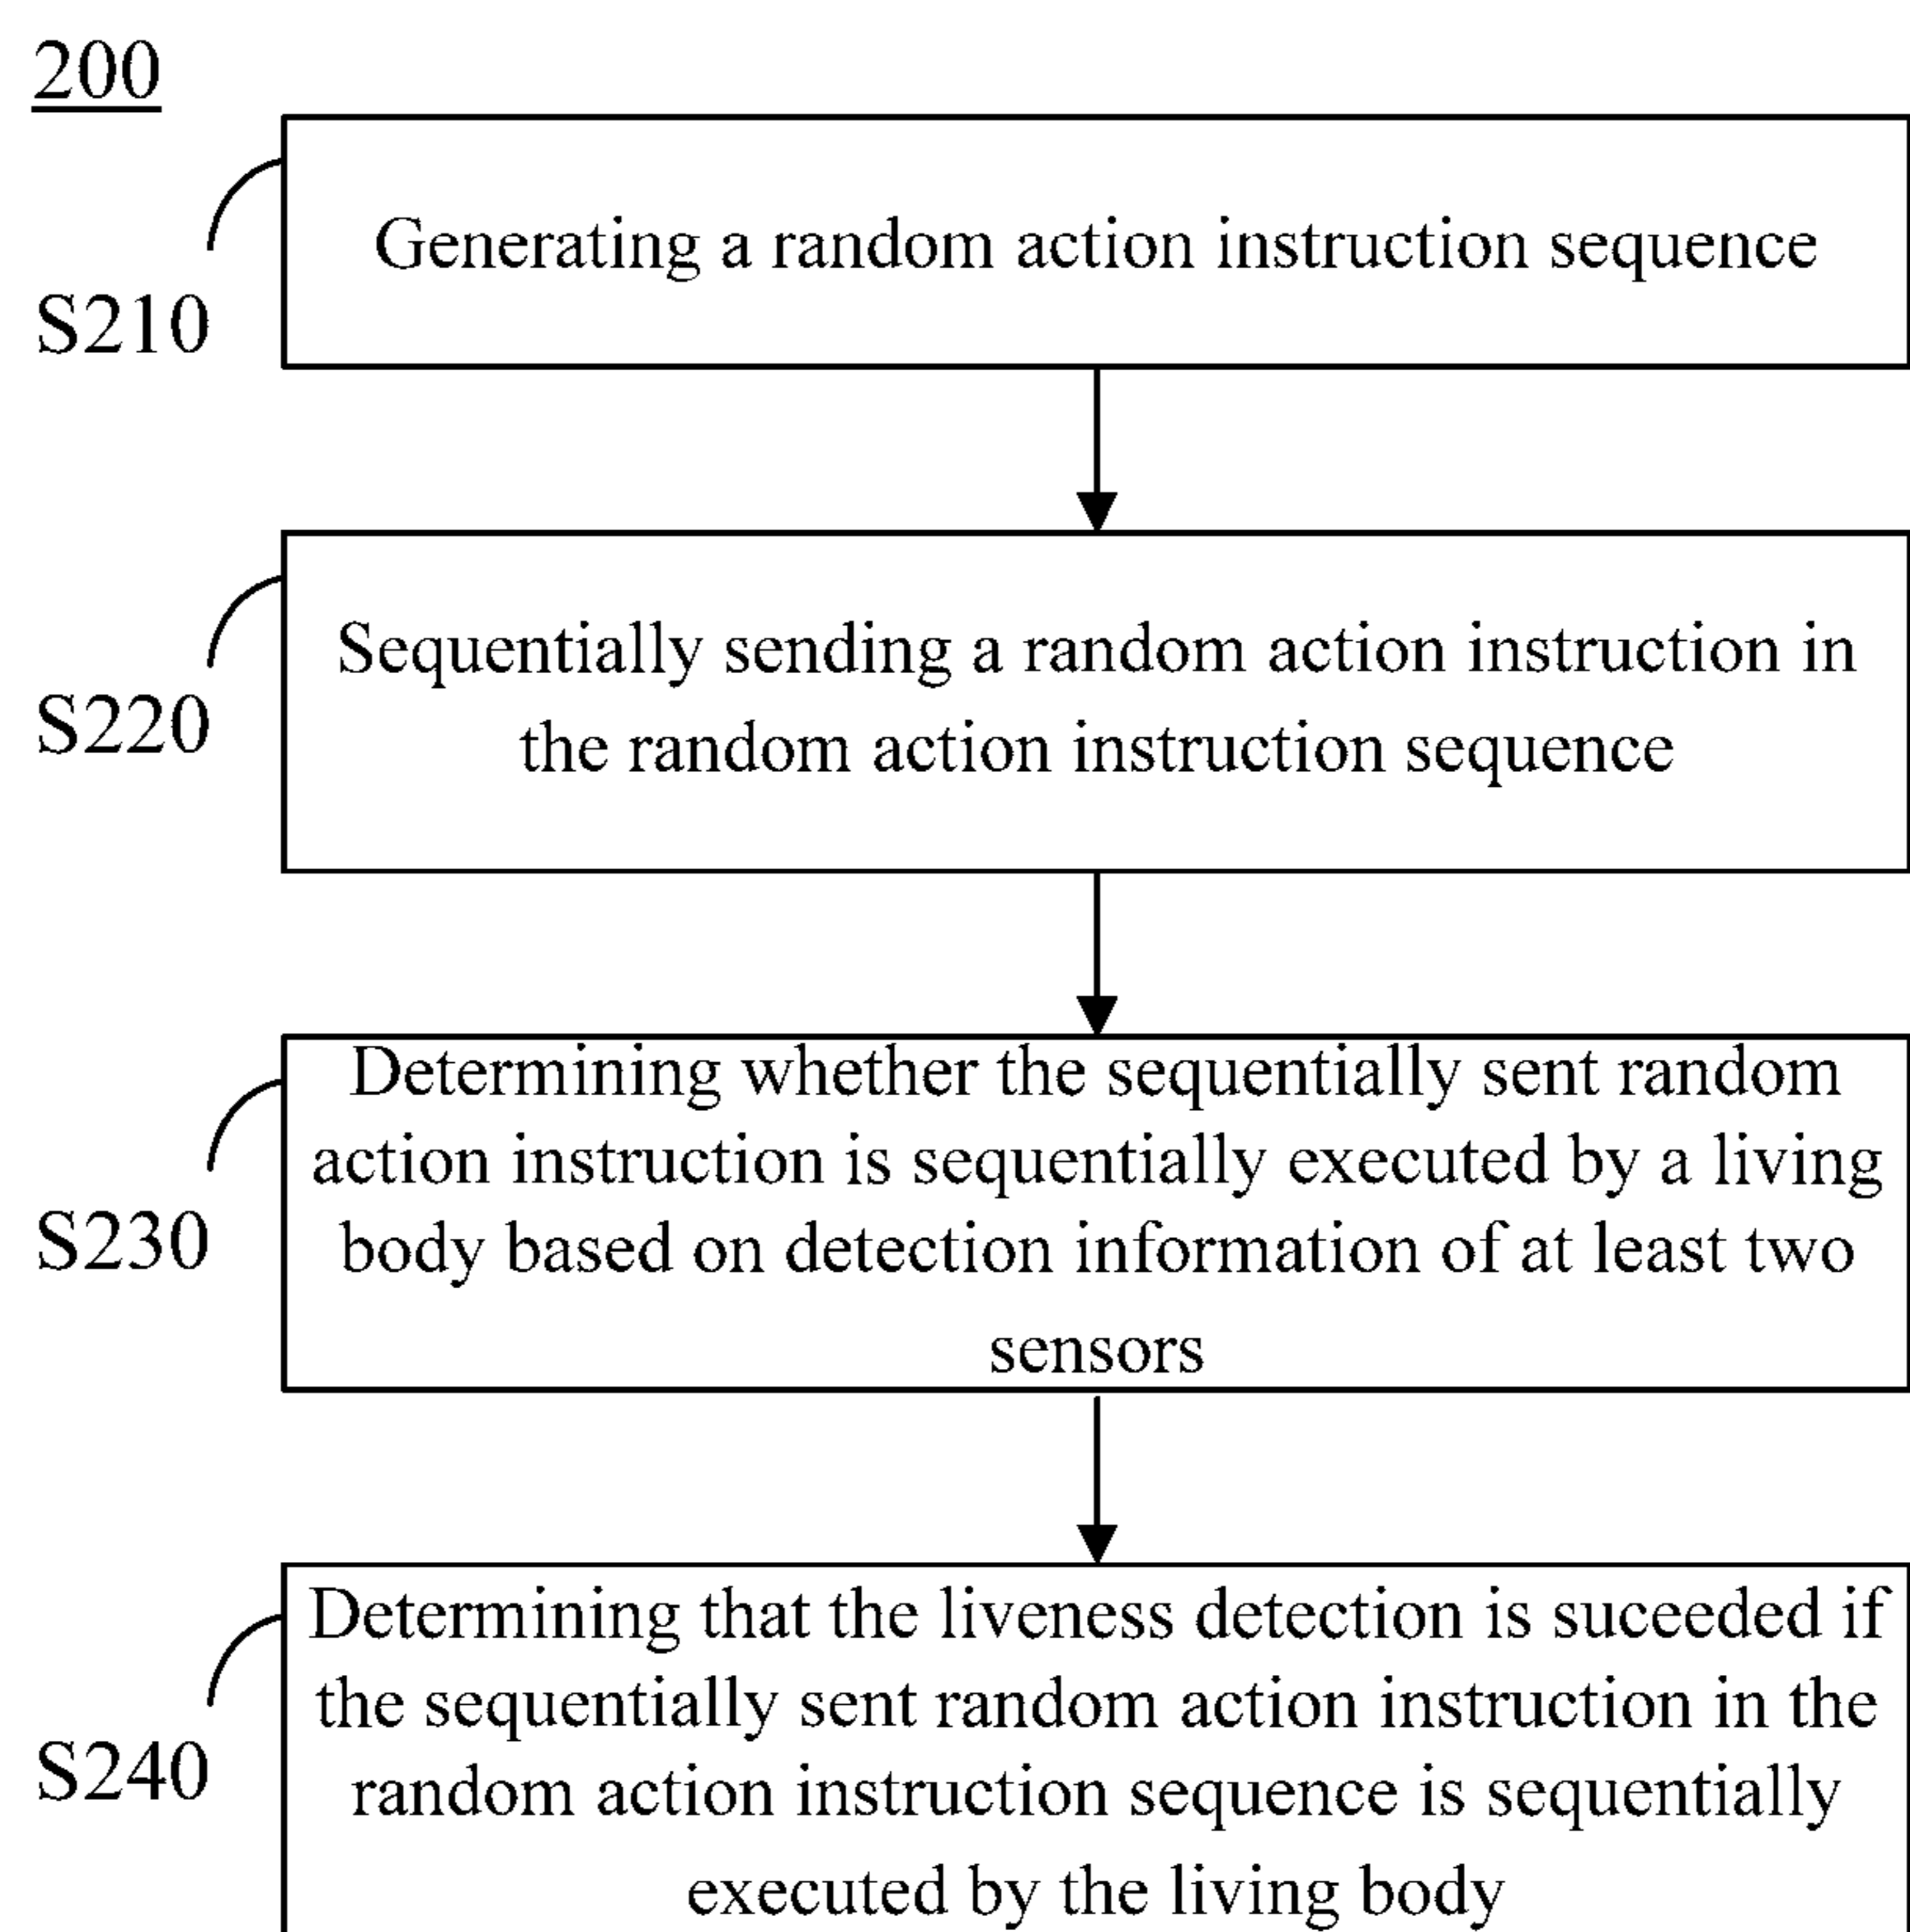 200
Generating a random action instruction sequence
S210
Sequentially sending a random action instruction in
the random action instruction sequence
S220
Determining whether the sequentially sent random
action instruction is sequentially executed by a living
body based on detection information of at least two
sensors
S230
Determining that the liveness detection is suceeded if
the sequentially sent random action instruction in the
random action instruction sequence is sequentially
executed by the living body
S240